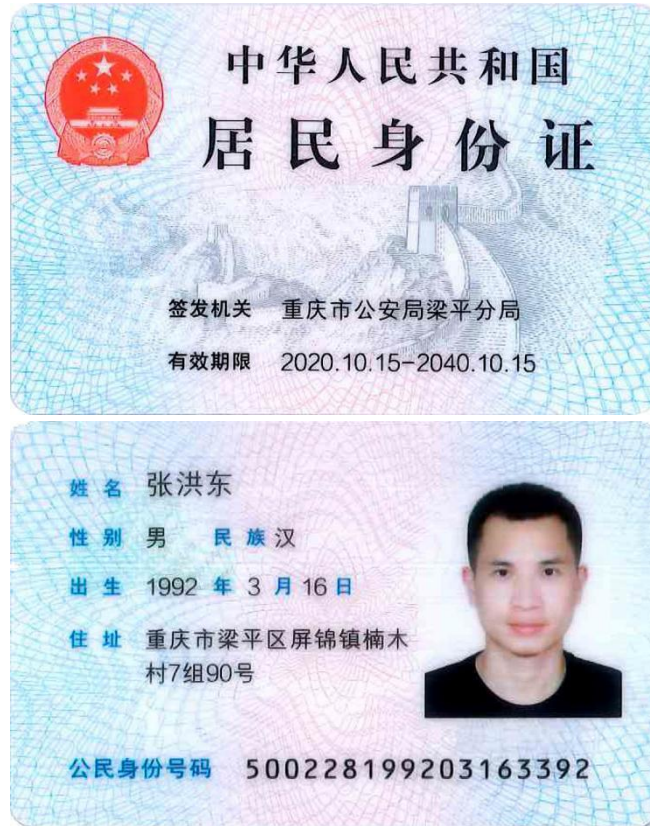 中华人民共和国
居民身份证
签发机关 重庆市公安局梁平分局
有效期限 2020.10.15-2040.10.15
姓名 张洪东
性别 男 民族 汉
出生 1992 年 3 月 16 日
住址 重庆市梁平区屏锦镇楠木
村7组90号
公民身份号码 500228199203163392